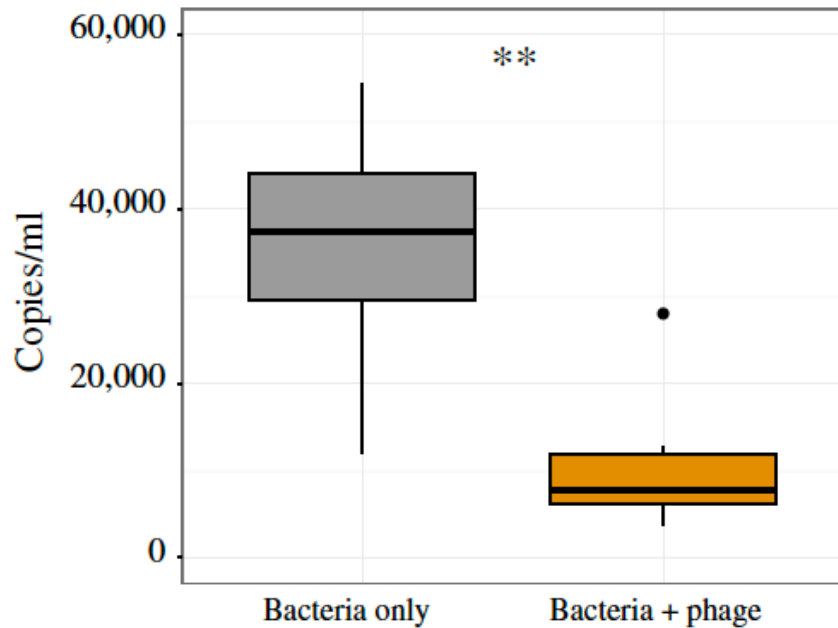 60,000
**
40,000
Copies/ml
20,000
0
Bacteria only
Bacteria + phage